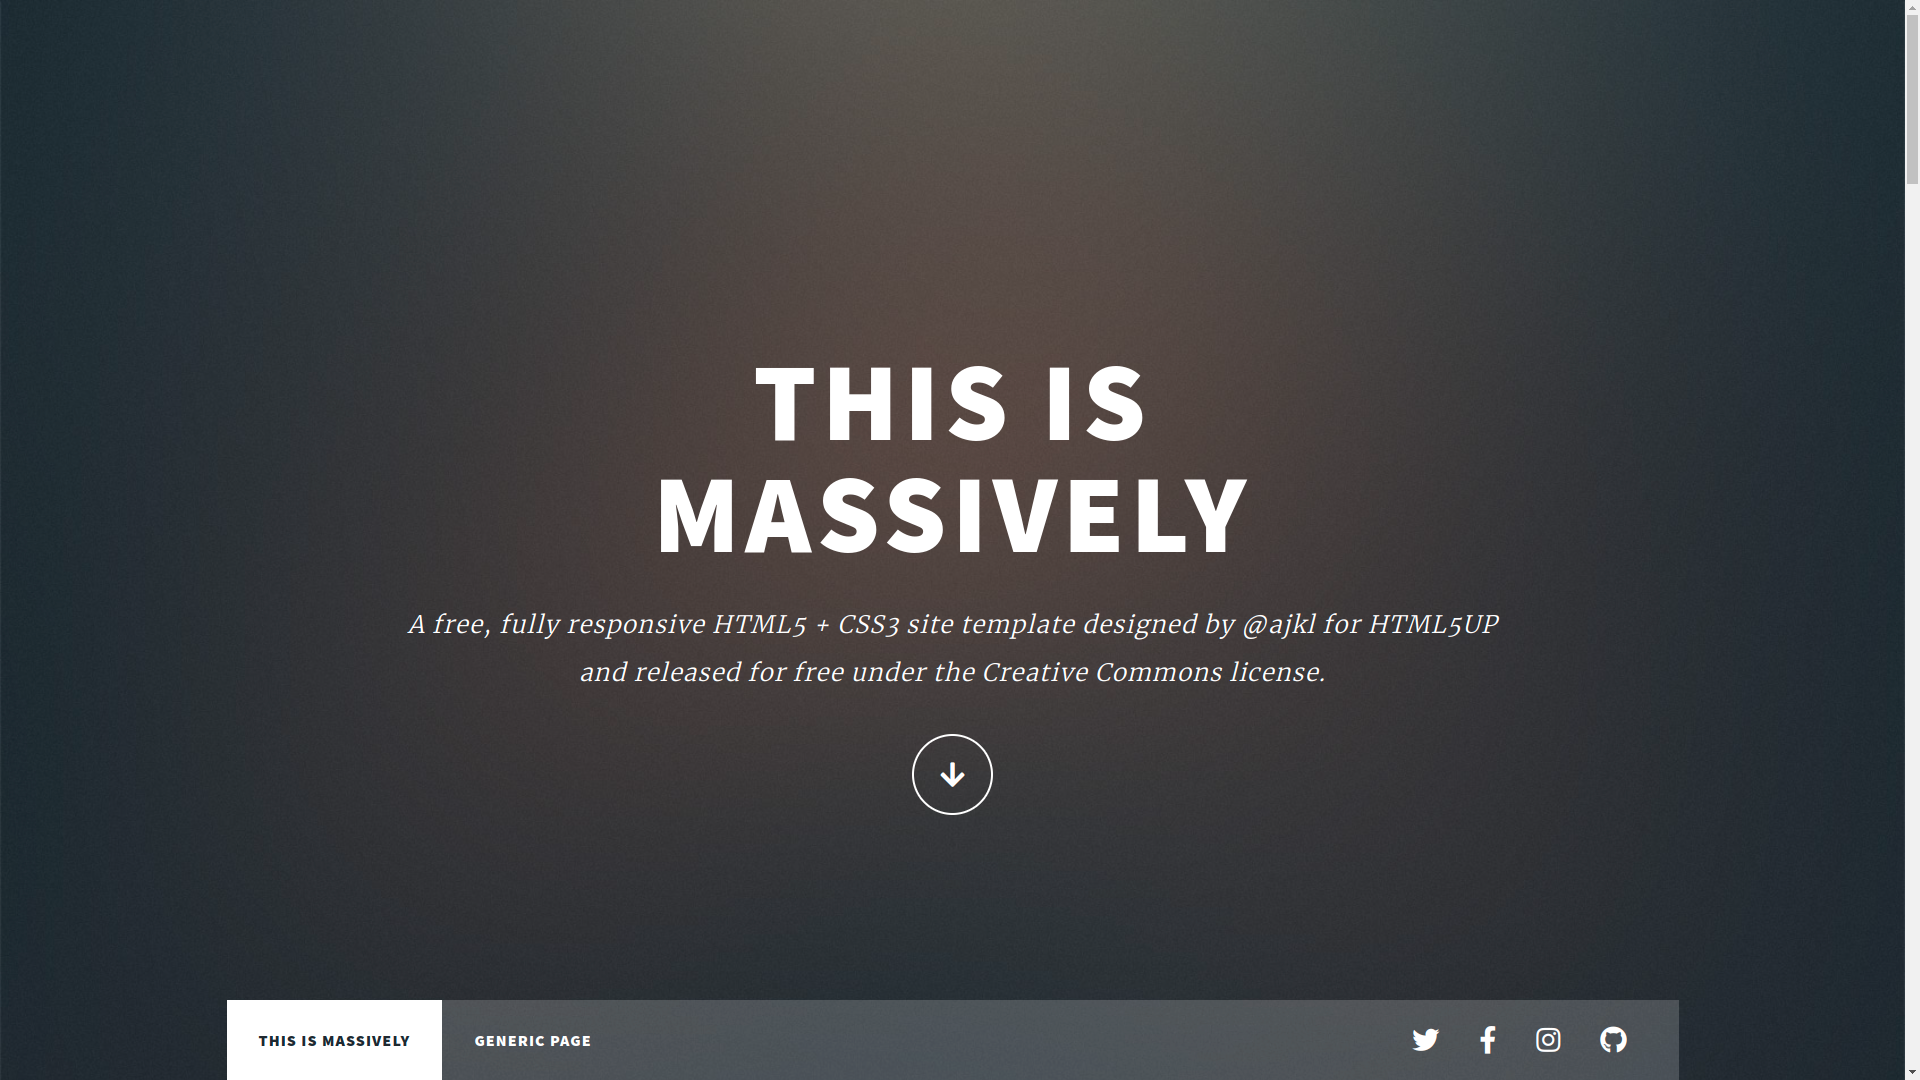 THIS IS
MASSIVELY
A free, fully responsive HTML5 + CSS3 site template designed by @ajkl for HTML5UP
and released for free under the Creative Commons license.
THIS IS MASSIVELY
GENERIC PAGE